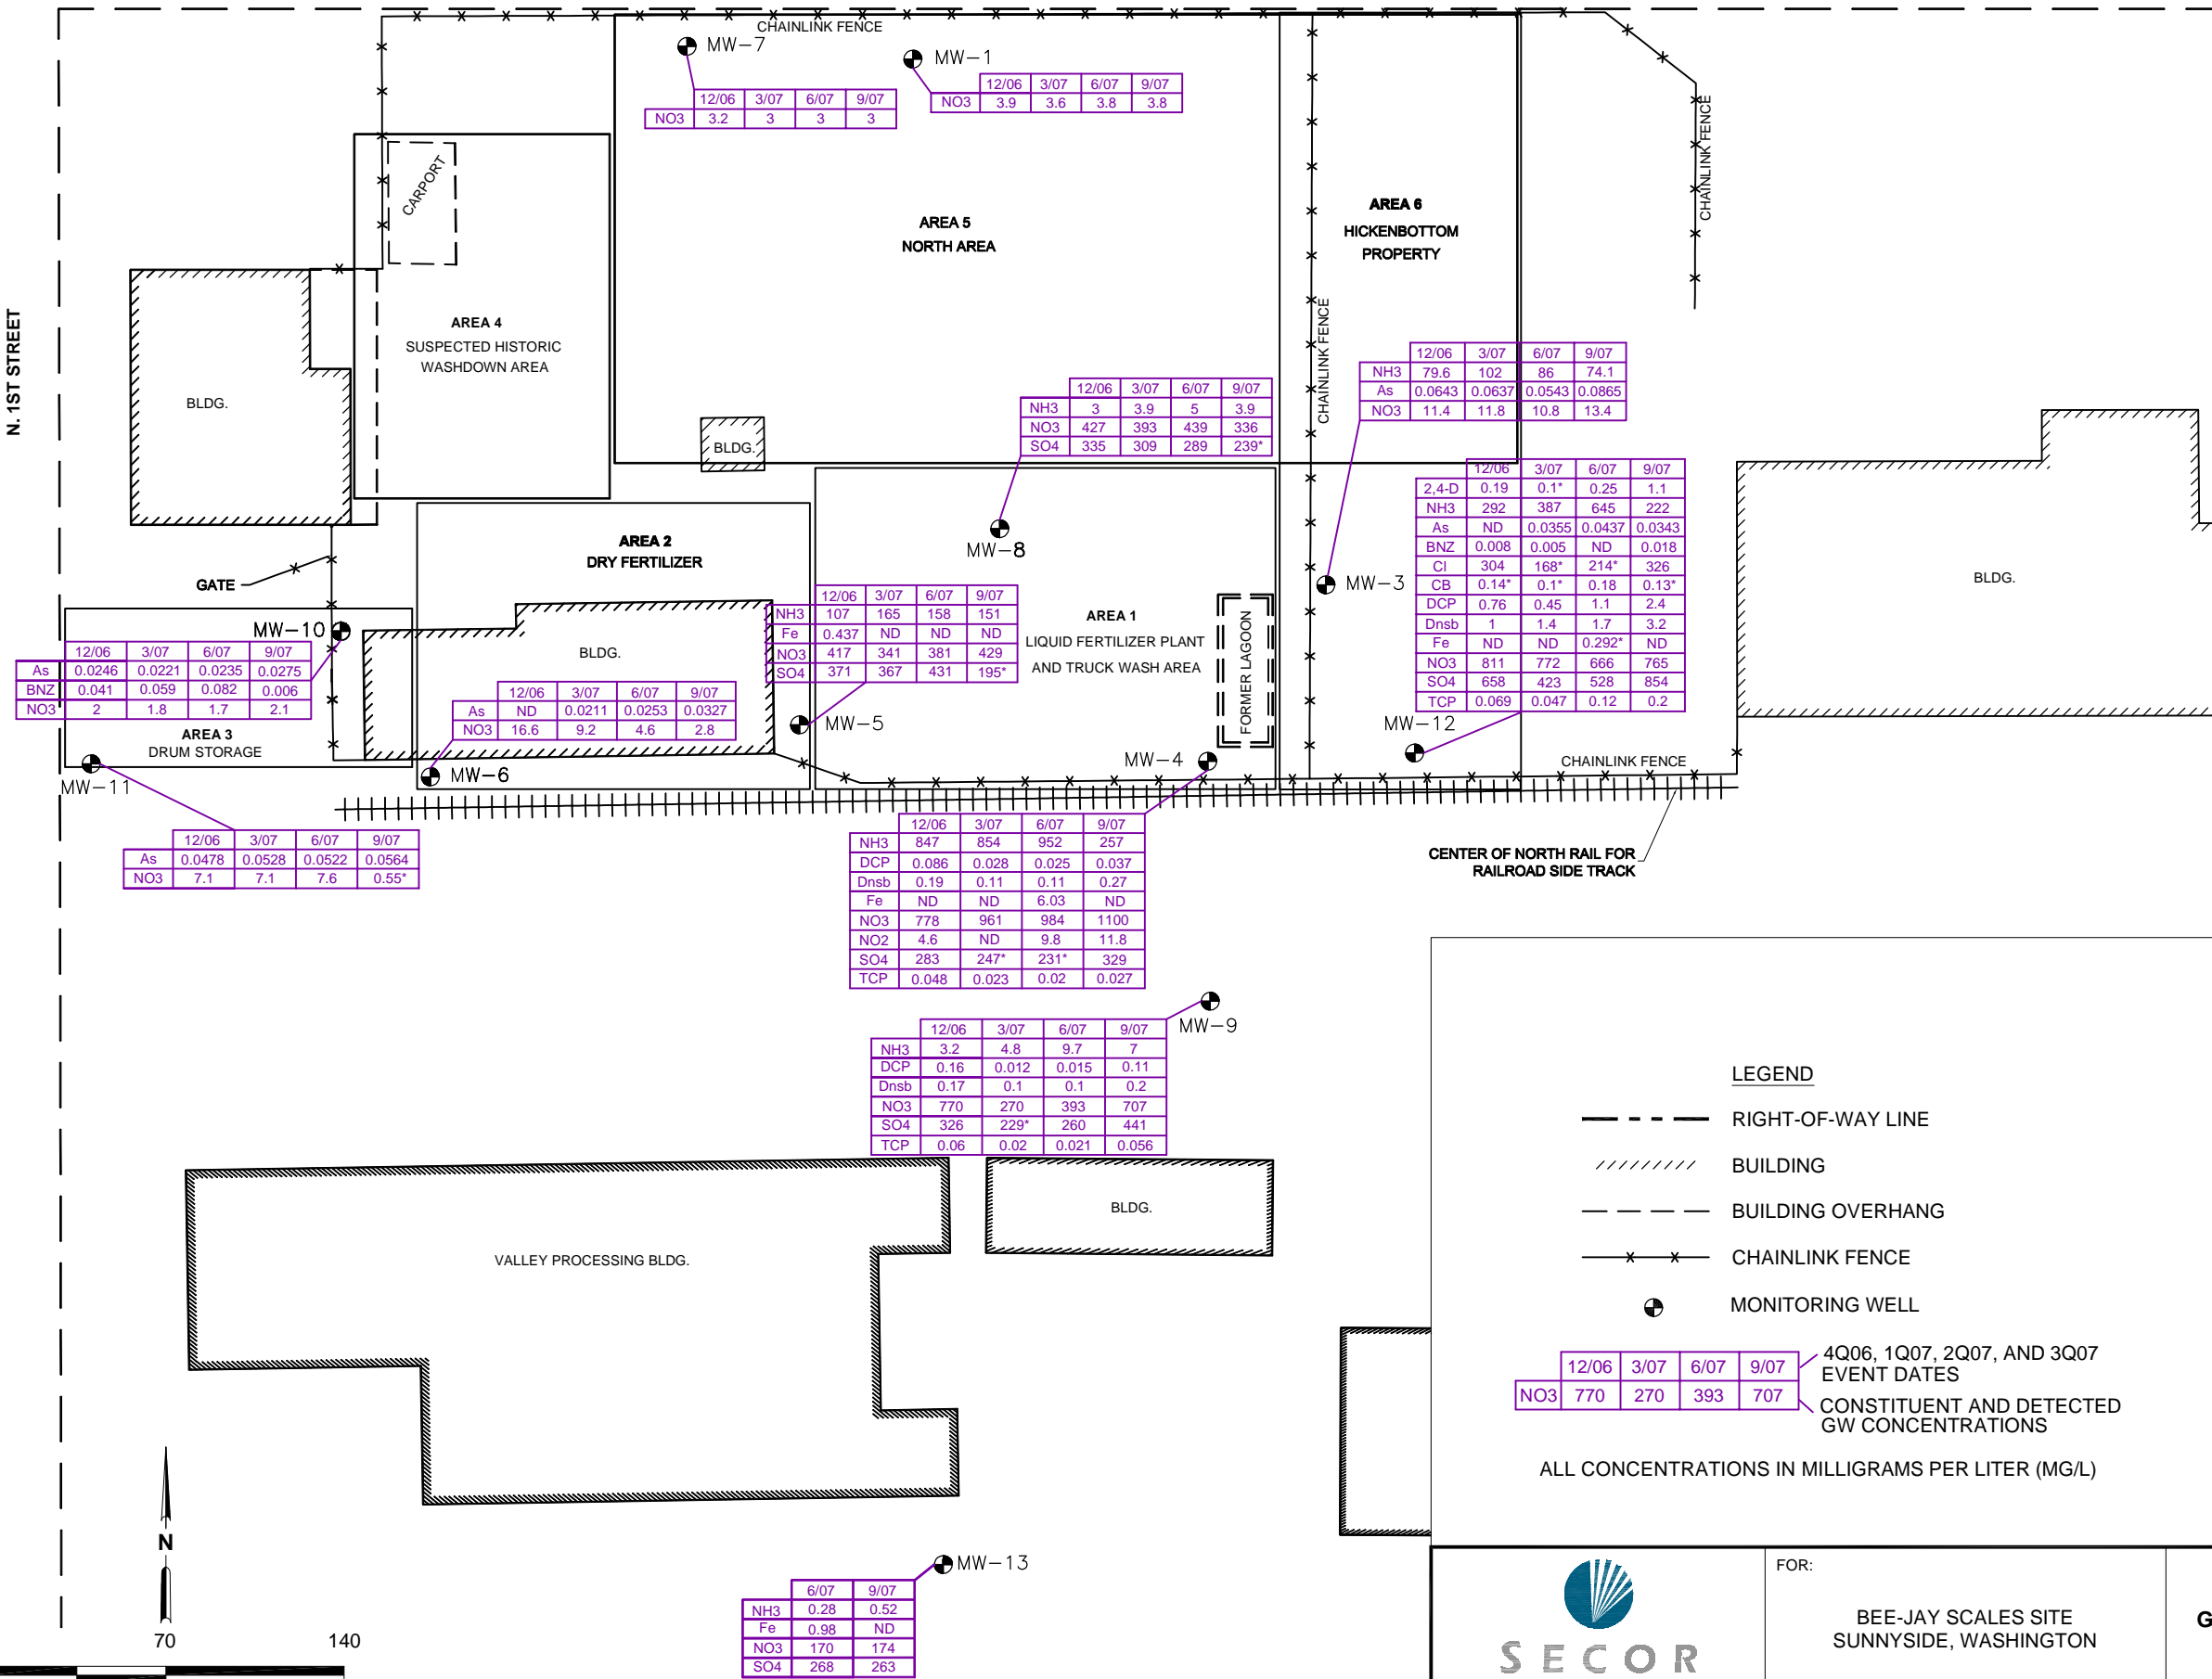 CHAINLINK FENCE
MW-7
MW-1
12/06 3/07 6/07 9/07
NO3 3.2 3 3 3
12/06 3/07 6/07 9/07
NO3 3.9 3.6 3.8 3.8
CHAINLINK FENCE
CARPORT
AREA 5
NORTH AREA
AREA 6
HICKENBOTTOM
PROPERTY
N. 1ST STREET
AREA 4
SUSPECTED HISTORIC
WASHDOWN AREA
BLDG.
CHAINLINK FENCE
12/06 3/07 6/07 9/07
NH3 79.6 102 86 74.1
As 0.0643 0.0637 0.0543 0.0865
NO3 11.4 11.8 10.8 13.4
12/06 3/07 6/07 9/07
NH3 3 3.9 5 3.9
NO3 427 393 439 336
SO4 335 309 289 239*
BLDG.
12/06 3/07 6/07 9/07
2,4-D 0.19 0.1* 0.25 1.1
NH3 292 387 645 222
As ND 0.0355 0.0437 0.0343
BNZ 0.008 0.005 ND 0.018
Cl 304 168* 214* 326
CB 0.14* 0.1* 0.18 0.13*
DCP 0.76 0.45 1.1 2.4
Dnsb 1 1.4 1.7 3.2
Fe ND ND 0.292* ND
NO3 811 772 666 765
SO4 658 423 528 854
TCP 0.069 0.047 0.12 0.2
MW-12
BLDG.
AREA 2
DRY FERTILIZER
MW-8
MW-3
GATE
12/06 3/07 6/07 9/07
NH3 107 165 158 151
Fe 0.437 ND ND ND
NO3 417 341 381 429
SO4 371 367 431 195*
AREA 1
LIQUID FERTILIZER PLANT
AND TRUCK WASH AREA
FORMER LAGOON
MW-10
12/06 3/07 6/07 9/07
As 0.0246 0.0221 0.0235 0.0275
BNZ 0.041 0.059 0.082 0.006
NO3 2 1.8 1.7 2.1
BLDG.
12/06 3/07 6/07 9/07
As ND 0.0211 0.0253 0.0327
NO3 16.6 9.2 4.6 2.8
AREA 3
DRUM STORAGE
MW-5
MW-4
MW-6
MW-11
CHAINLINK FENCE
12/06 3/07 6/07 9/07
As 0.0478 0.0528 0.0522 0.0564
NO3 7.1 7.1 7.6 0.55*
12/06 3/07 6/07 9/07
NH3 847 854 952 257
DCP 0.086 0.028 0.025 0.037
Dnsb 0.19 0.11 0.11 0.27
Fe ND ND 6.03 ND
NO3 778 961 984 1100
NO2 4.6 ND 9.8 11.8
SO4 283 247* 231* 329
TCP 0.048 0.023 0.02 0.027
CENTER OF NORTH RAIL FOR
RAILROAD SIDE TRACK
MW-9
12/06 3/07 6/07 9/07
NH3 3.2 4.8 9.7 7
DCP 0.16 0.012 0.015 0.11
Dnsb 0.17 0.1 0.1 0.2
NO3 770 270 393 707
SO4 326 229* 260 441
TCP 0.06 0.02 0.021 0.056
BLDG.
VALLEY PROCESSING BLDG.
LEGEND
RIGHT-OF-WAY LINE
BUILDING
BUILDING OVERHANG
CHAINLINK FENCE
MONITORING WELL
12/06 3/07 6/07 9/07
NO3 770 270 393 707
4Q06, 1Q07, 2Q07, AND 3Q07
EVENT DATES
CONSTITUENT AND DETECTED
GW CONCENTRATIONS
ALL CONCENTRATIONS IN MILLIGRAMS PER LITER (MG/L)
N
70 140
MW-13
6/07 9/07
NH3 0.28 0.52
Fe 0.98 ND
NO3 170 174
SO4 268 263
SECOR
FOR:
BEE-JAY SCALES SITE
SUNNYSIDE, WASHINGTON
G